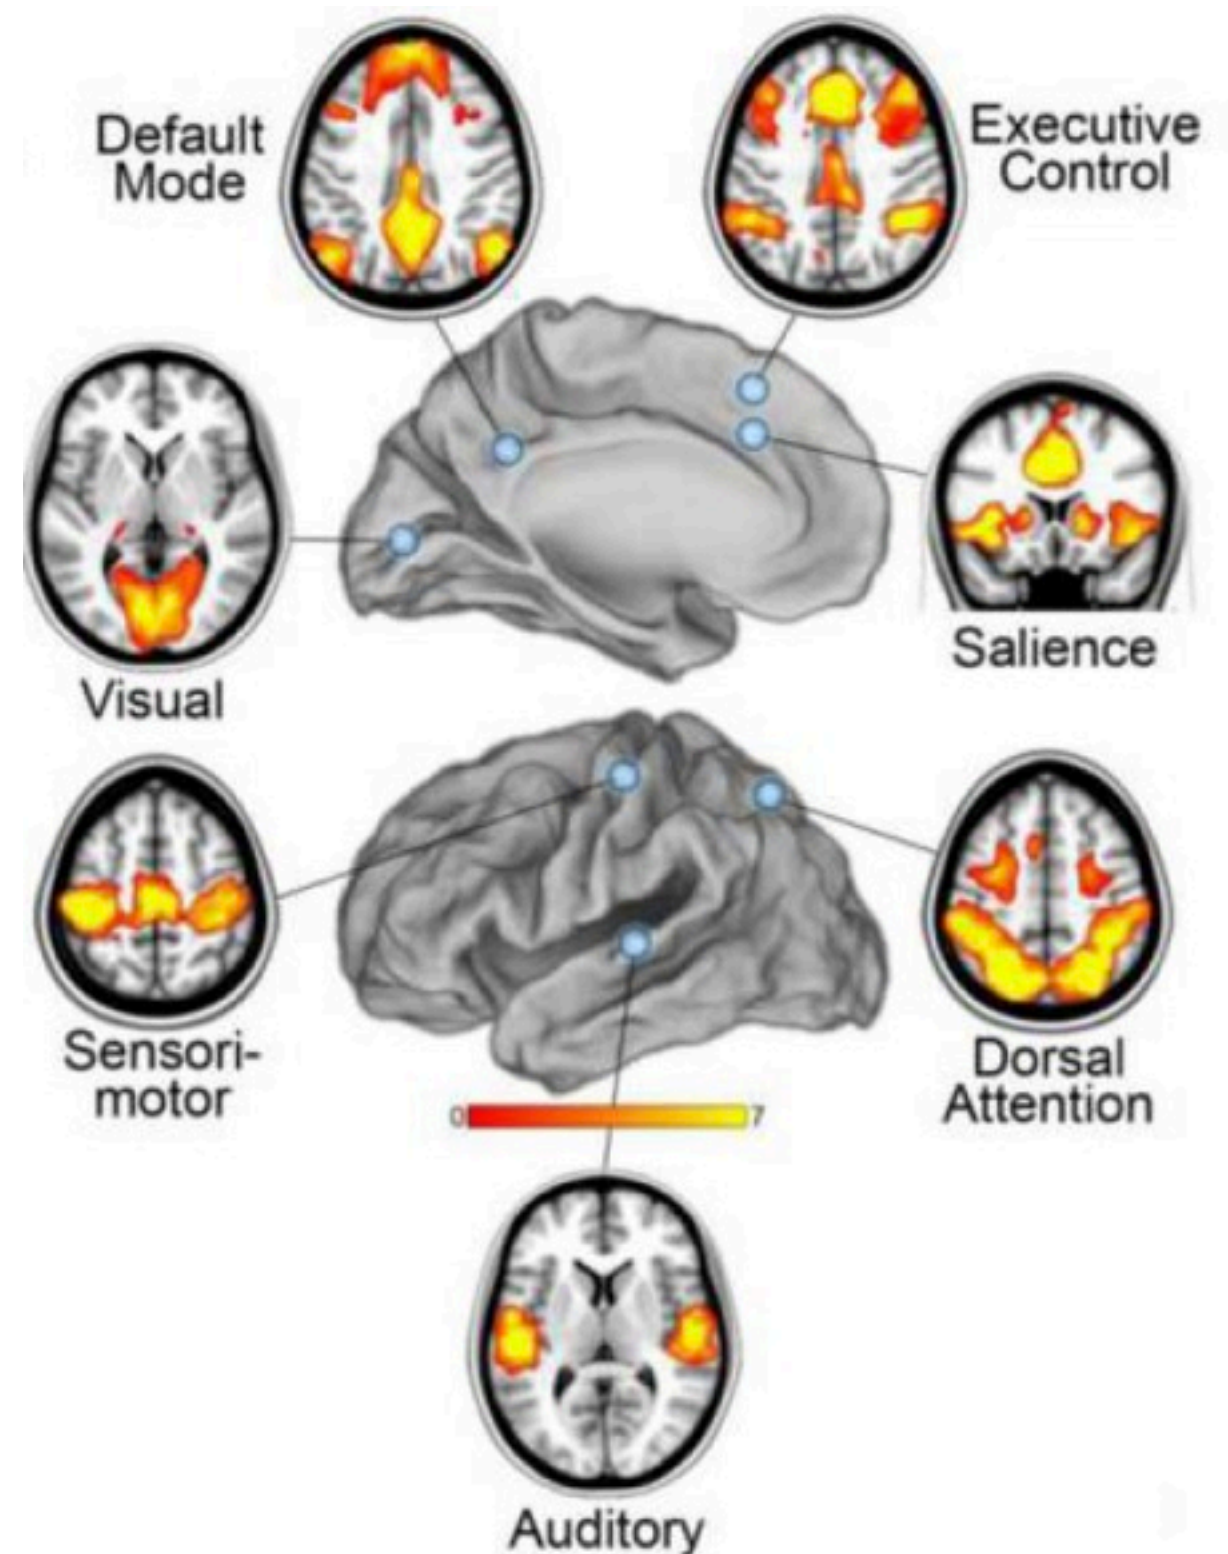 Default
Mode
Executive
Control
Visual
Salience
Sensori-
motor
Dorsal
Attention
0
7
Auditory